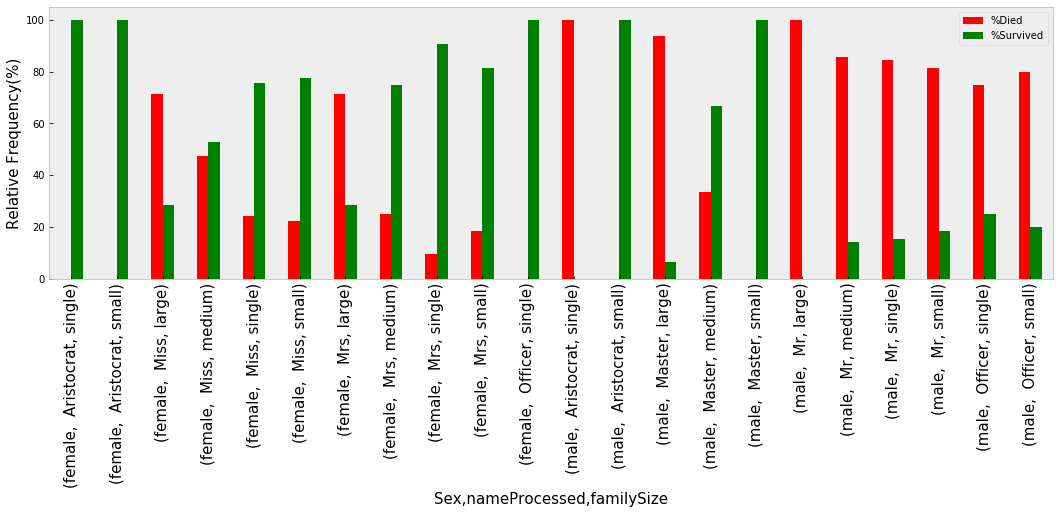 100
80
60
40
20
0
Relative Frequency(%)
%Died
%Survived
(female, Aristocrat, single)
(female, Aristocrat, small)
(female, Miss, large)
(female, Miss, medium)
(female, Miss, single)
(female, Miss, small)
(female, Mrs, large)
(female, Mrs, medium)
(female, Mrs, single)
(female, Mrs, small)
(female, Officer, single)
(male, Aristocrat, single)
(male, Aristocrat, small)
(male, Master, large)
(male, Master, medium)
(male, Master, small)
(male, Mr, large)
(male, Mr, medium)
(male, Mr, single)
(male, Mr, small)
(male, Officer, single)
(male, Officer, small)
Sex,nameProcessed,familySize